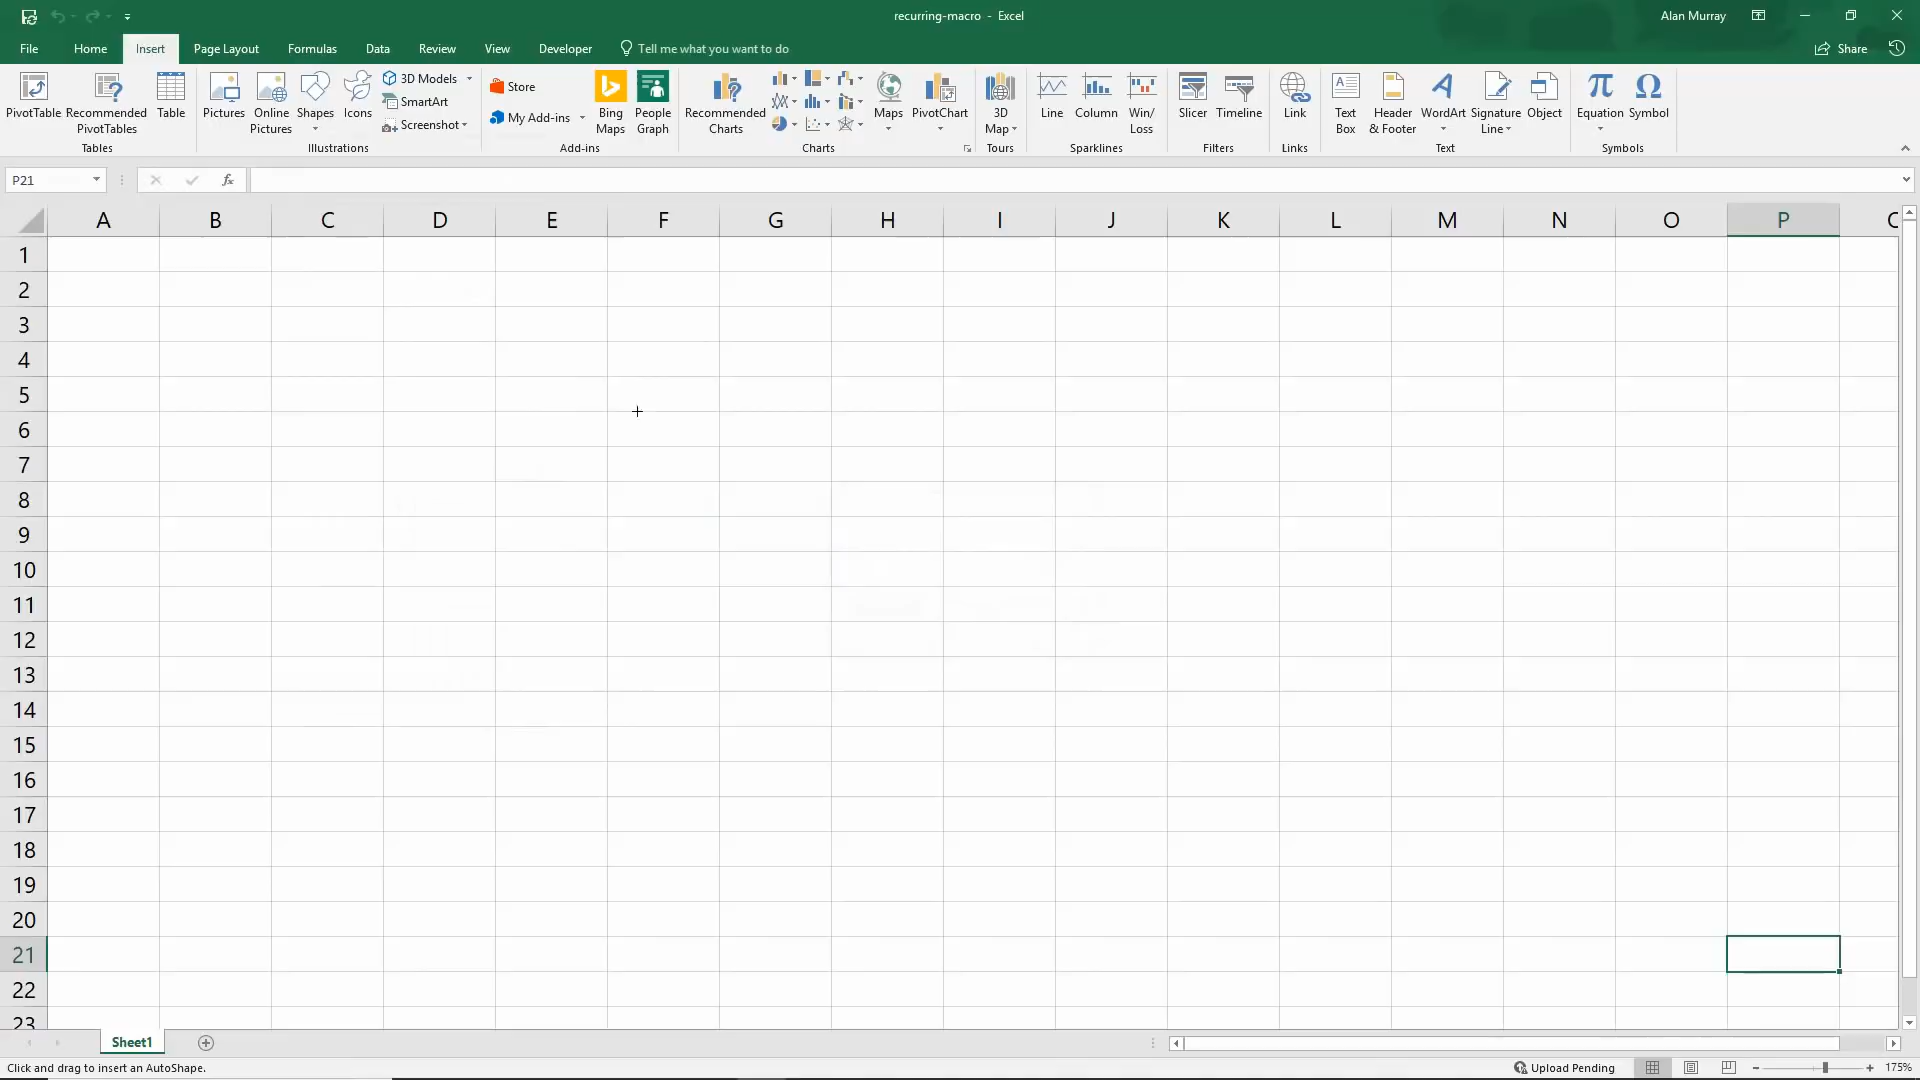 recurring-macro - Excel
Alan Murray
File Home Insert Page Layout Formulas Data Review View Developer Tell me what you want to do Share
PivotTable Recommended PivotTables Table
Tables
Pictures Online Pictures Shapes Icons 3D Models SmartArt Screenshot
Illustrations
Store My Add-ins Bing Maps People Graph
Add-ins
Recommended Charts Maps PivotChart
Charts
3D Map
Tours
Line Column Win/ Loss
Sparklines
Slicer Timeline
Filters
Link
Links
Text Box Header & Footer WordArt Signature Line Object
Text
Equation Symbol
Symbols
P21 fx
A B C D E F G H I J K L M N O P
1
2
3
4
5
6
7
8
9
10
11
12
13
14
15
16
17
18
19
20
21
22
23
Sheet1
Click and drag to insert an AutoShape. Upload Pending 175%